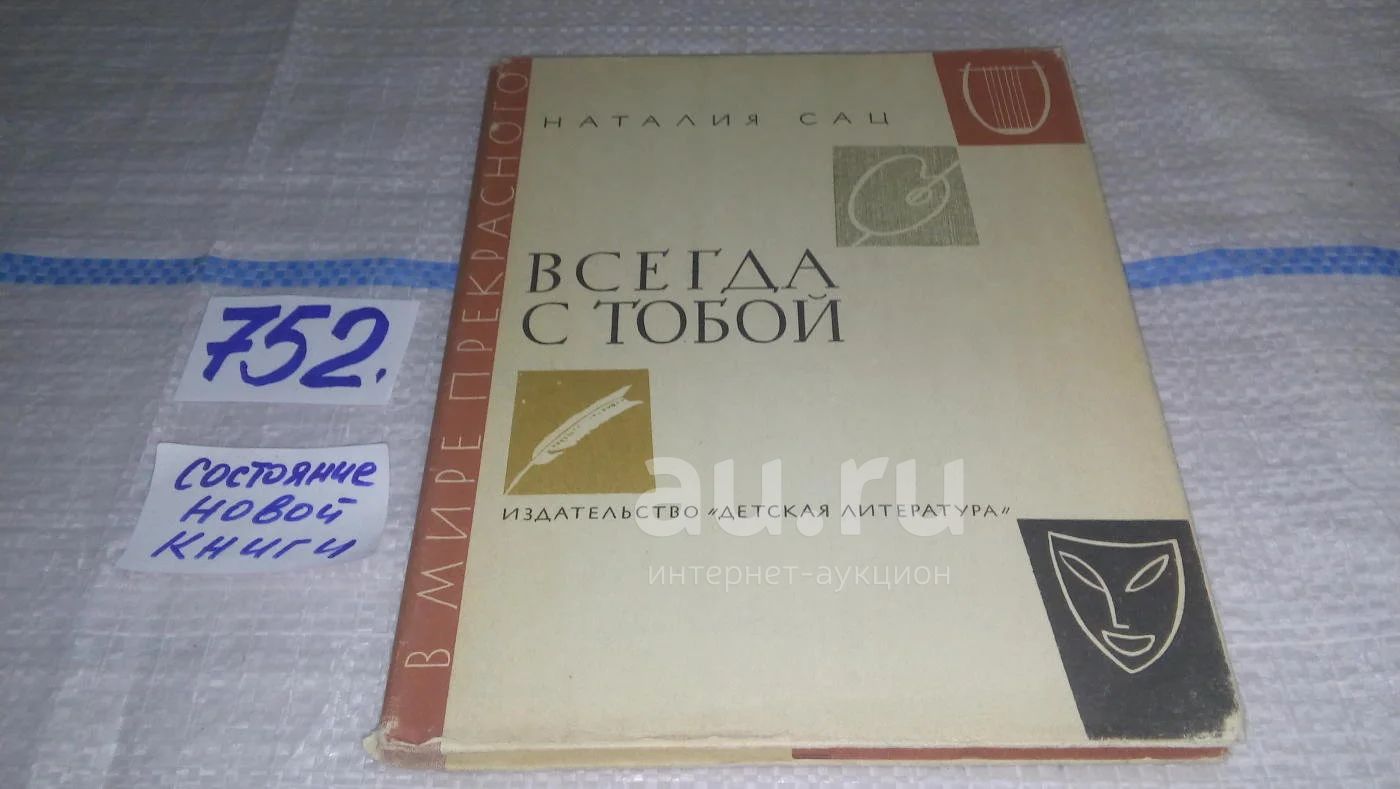 В МИРЕ ПРЕКРАСНОГО
НАТАЛИЯ САЦ
ВСЕГДА
С ТОБОЙ
ИЗДАТЕЛЬСТВО «ДЕТСКАЯ ЛИТЕРАТУРА»
752.
состояние
новой
книги
au.ru
интернет-аукцион